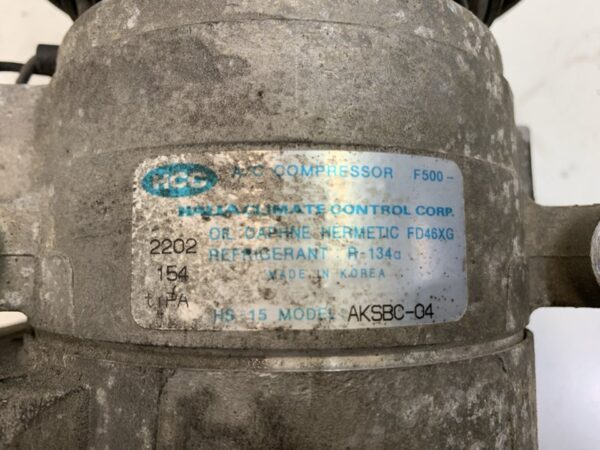 HCC A/C COMPRESSOR F500-
HALLA CLIMATE CONTROL CORP.
OIL DAPHNE HERMETIC FD46XG
2202 REFRIGERANT R-134a
154 MADE IN KOREA
HS 15 MODEL AKSBC-04